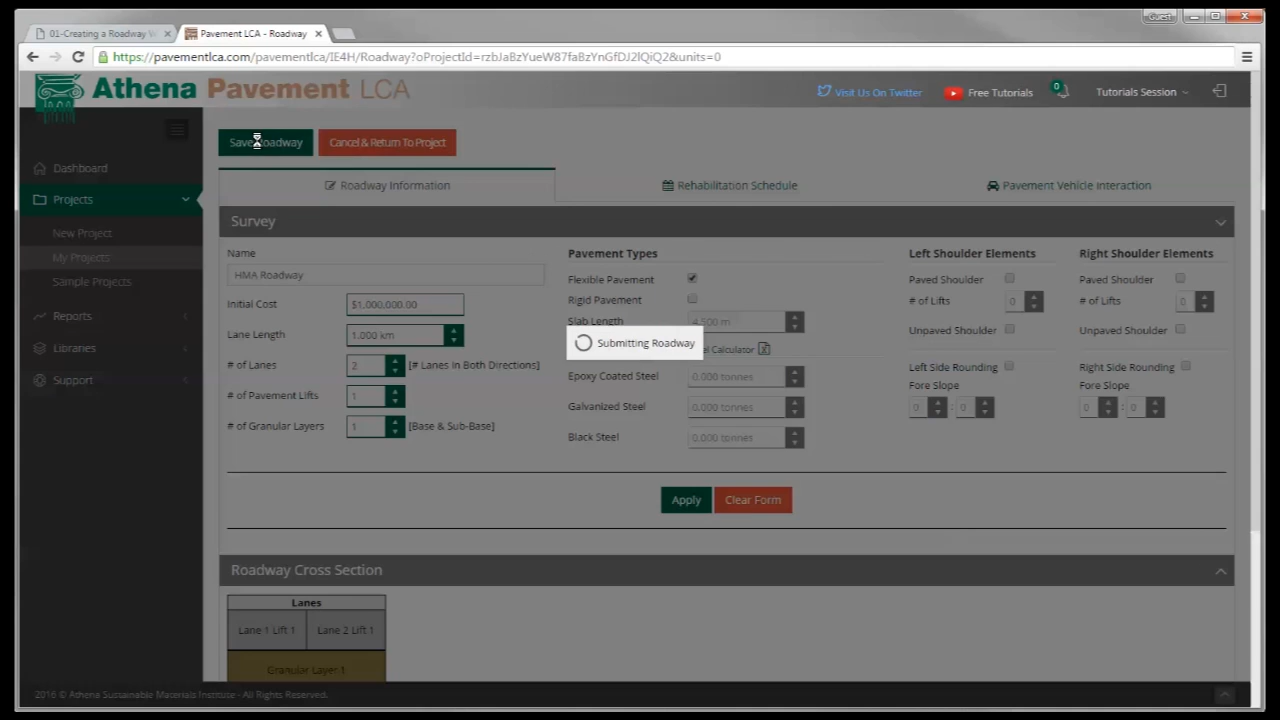 Guest
01-Creating a Roadway V
Pavement LCA - Roadway
https://pavementlca.com/pavementlca/IE4H/Roadway?oProjectId=rzbJaBzYueW87faBzYnGfDJ2lQiQ2&units=0
Athena Pavement LCA
Visit Us On Twitter
Free Tutorials
0
Tutorials Session
Save Roadway
Cancel & Return To Project
Dashboard
Projects
New Project
My Projects
Sample Projects
Reports
Libraries
Support
Roadway Information
Rehabilitation Schedule
Pavement Vehicle Interaction
Survey
Name
HMA Roadway
Initial Cost
$1,000,000.00
Lane Length
1.000 km
# of Lanes
2
[# Lanes In Both Directions]
# of Pavement Lifts
1
# of Granular Layers
1
[Base & Sub-Base]
Pavement Types
Flexible Pavement
Rigid Pavement
Slab Length
4.500 m
Submitting Roadway
Calculator
Epoxy Coated Steel
0.000 tonnes
Galvanized Steel
0.000 tonnes
Black Steel
0.000 tonnes
Left Shoulder Elements
Paved Shoulder
# of Lifts
0
Unpaved Shoulder
Left Side Rounding
Fore Slope
0 : 0
Right Shoulder Elements
Paved Shoulder
# of Lifts
0
Unpaved Shoulder
Right Side Rounding
Fore Slope
0 : 0
Apply
Clear Form
Roadway Cross Section
Lanes
Lane 1 Lift 1
Lane 2 Lift 1
Granular Layer 1
2016 © Athena Sustainable Materials Institute - All Rights Reserved.